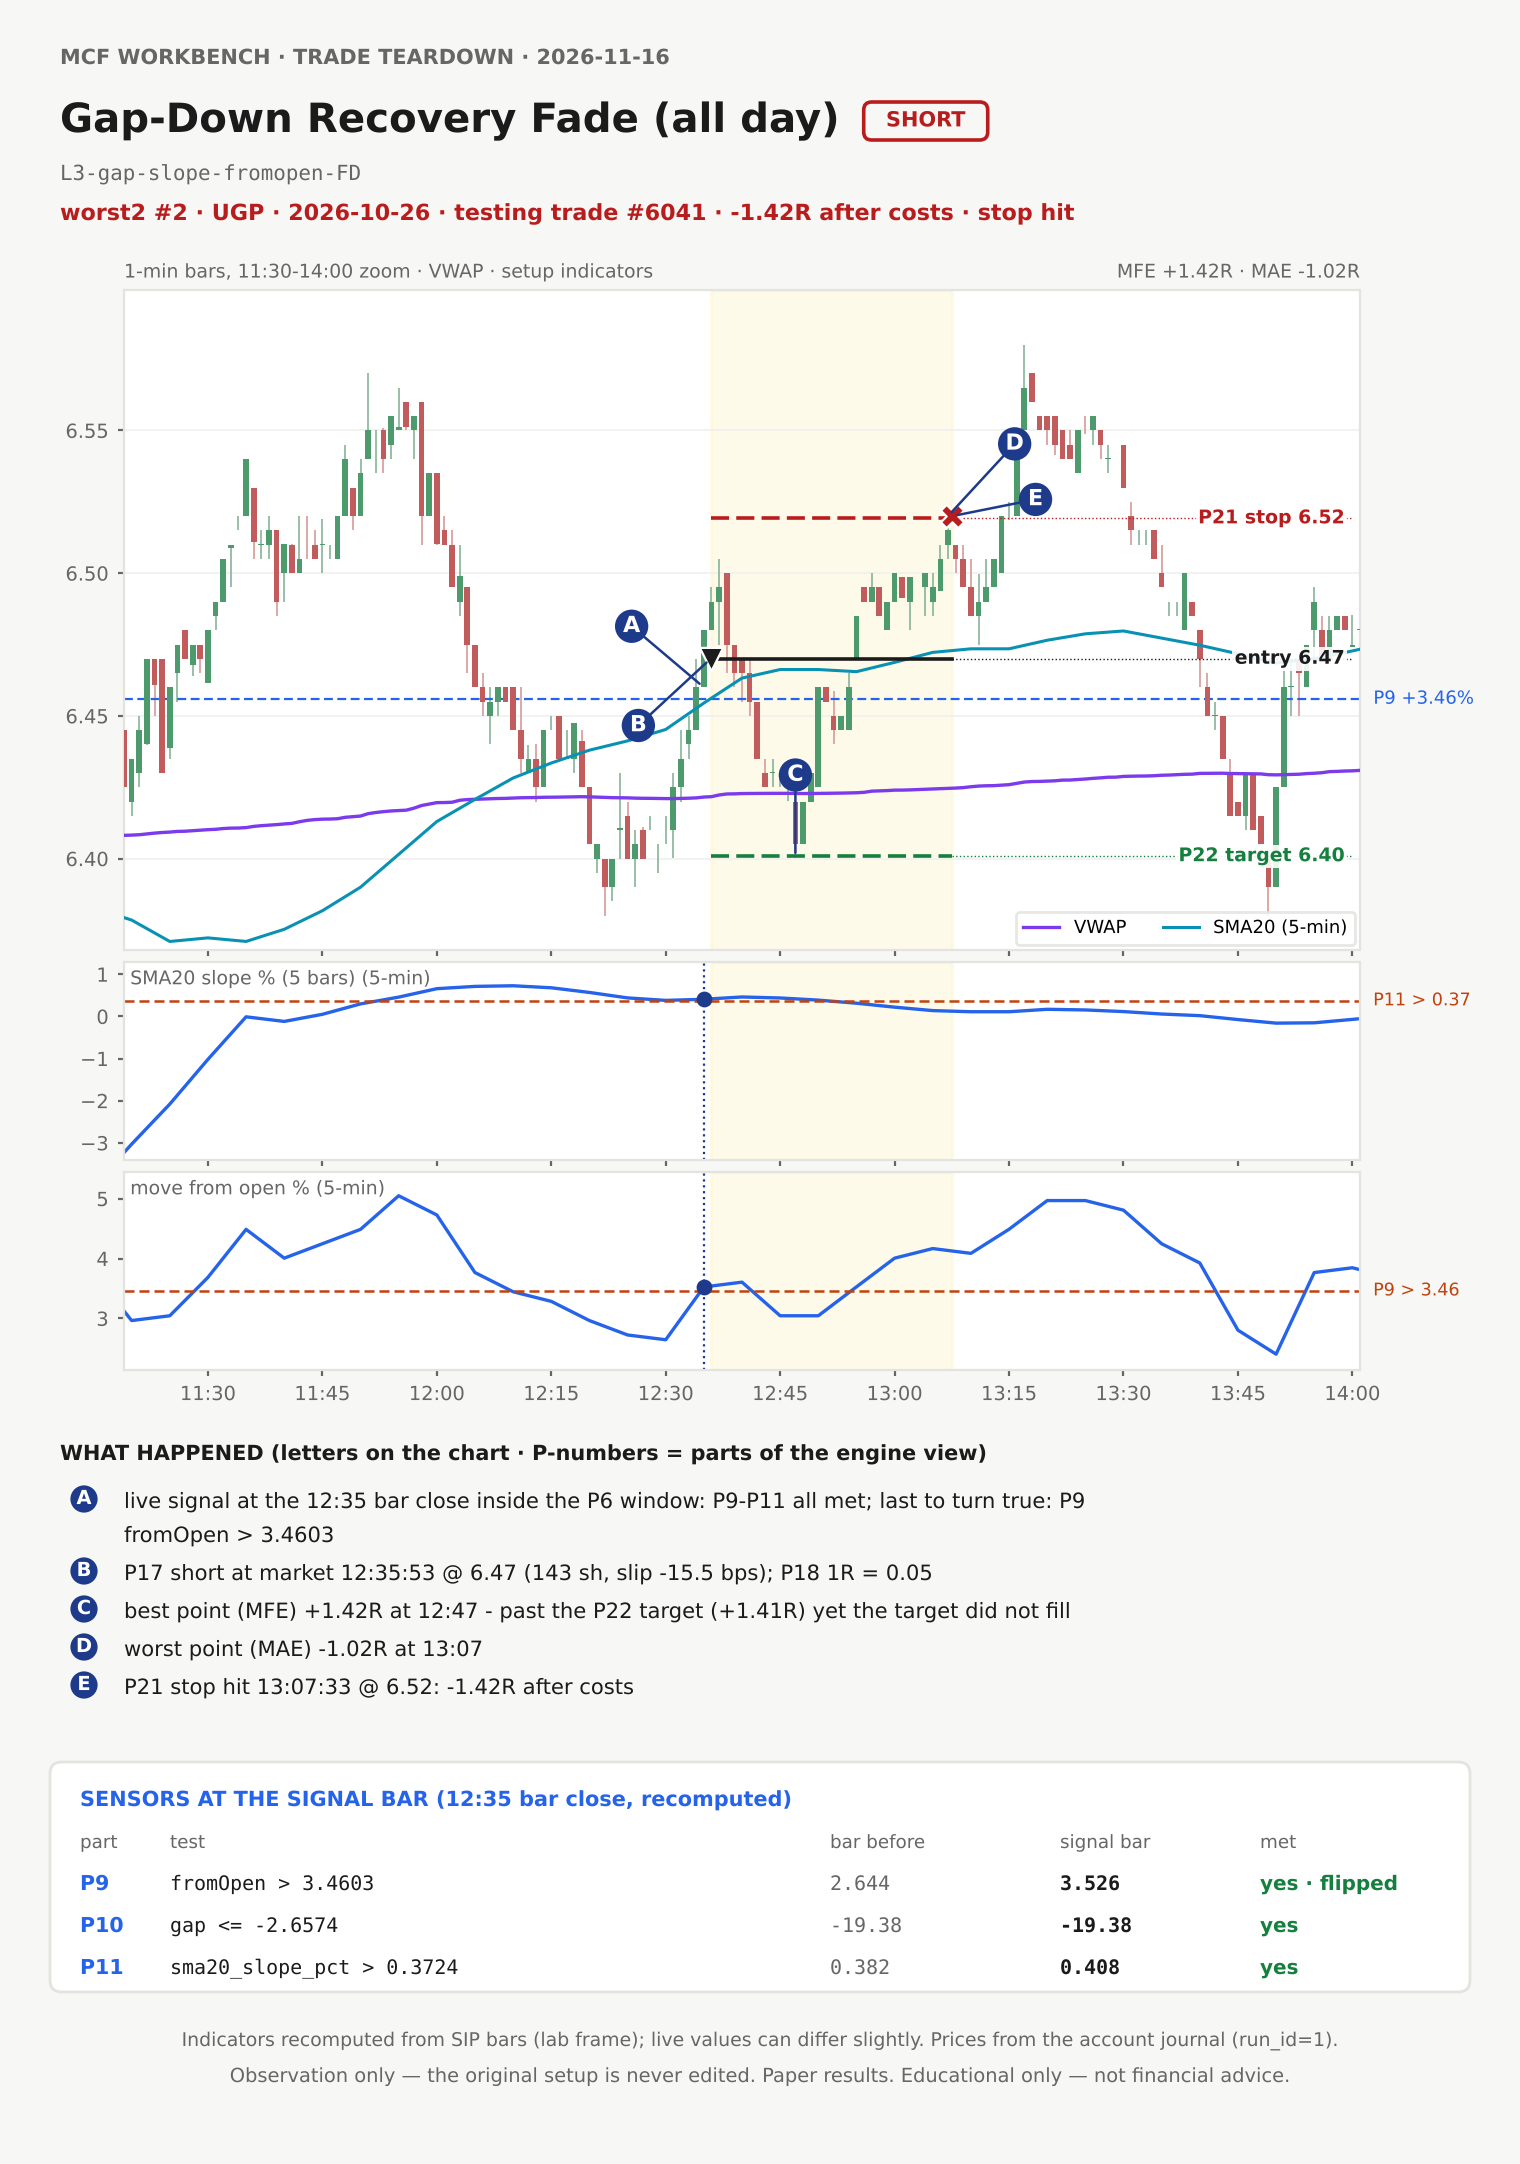 MCF WORKBENCH · TRADE TEARDOWN · 2026-11-16
Gap-Down Recovery Fade (all day) SHORT
L3-gap-slope-fromopen-FD
worst2 #2 · UGP · 2026-10-26 · testing trade #6041 · -1.42R after costs · stop hit
1-min bars, 11:30-14:00 zoom · VWAP · setup indicators MFE +1.42R · MAE -1.02R
6.55
6.50
6.45
6.40
A
B
C
D
E
P21 stop 6.52
entry 6.47
P9 +3.46%
P22 target 6.40
VWAP SMA20 (5-min)
SMA20 slope % (5 bars) (5-min)
1
0
−1
−2
−3
P11 > 0.37
move from open % (5-min)
5
4
3
P9 > 3.46
11:30 11:45 12:00 12:15 12:30 12:45 13:00 13:15 13:30 13:45 14:00
WHAT HAPPENED (letters on the chart · P-numbers = parts of the engine view)
A live signal at the 12:35 bar close inside the P6 window: P9-P11 all met; last to turn true: P9
fromOpen > 3.4603
B P17 short at market 12:35:53 @ 6.47 (143 sh, slip -15.5 bps); P18 1R = 0.05
C best point (MFE) +1.42R at 12:47 - past the P22 target (+1.41R) yet the target did not fill
D worst point (MAE) -1.02R at 13:07
E P21 stop hit 13:07:33 @ 6.52: -1.42R after costs
SENSORS AT THE SIGNAL BAR (12:35 bar close, recomputed)
part test bar before signal bar met
P9 fromOpen > 3.4603 2.644 3.526 yes · flipped
P10 gap <= -2.6574 -19.38 -19.38 yes
P11 sma20_slope_pct > 0.3724 0.382 0.408 yes
Indicators recomputed from SIP bars (lab frame); live values can differ slightly. Prices from the account journal (run_id=1).
Observation only — the original setup is never edited. Paper results. Educational only — not financial advice.